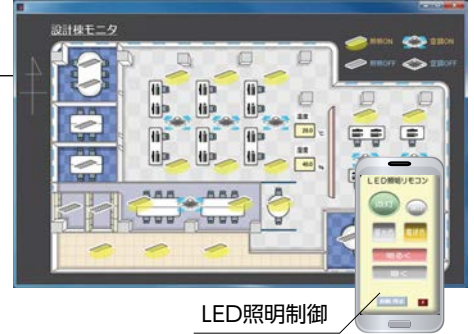 設計棟モニタ
照明ON
空調ON
照明OFF
空調OFF
温度
℃
湿度
%
LED照明リモコン
点灯
明るく
暗く
LED照明制御